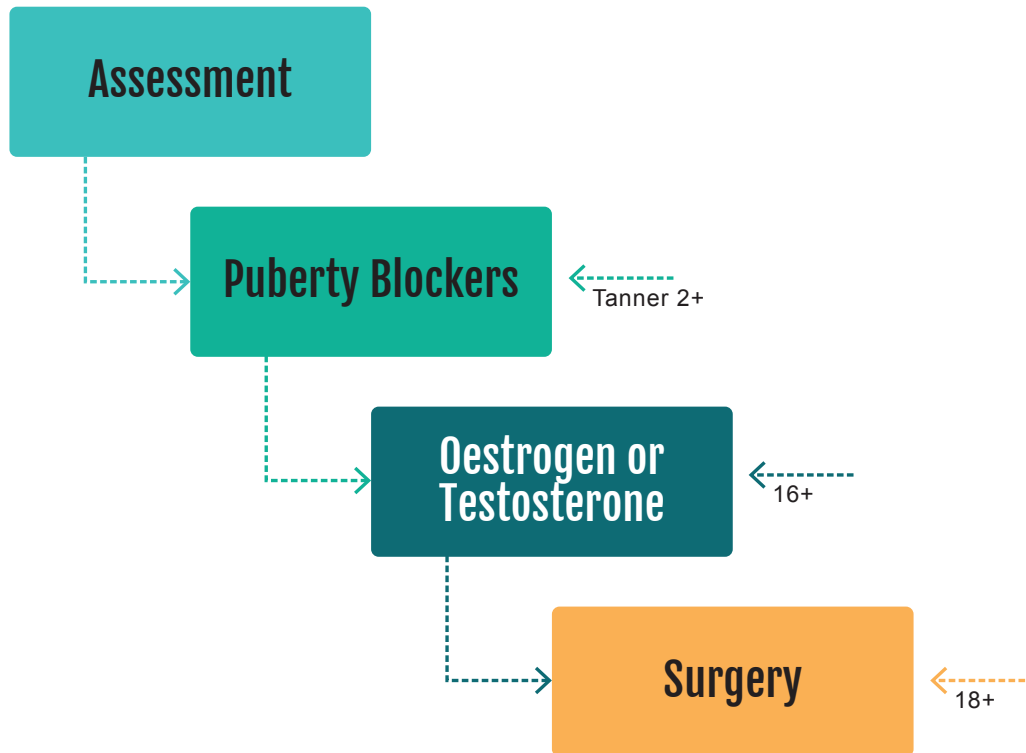 Assessment
Puberty Blockers
Tanner 2+
Oestrogen or
Testosterone
16+
Surgery
18+